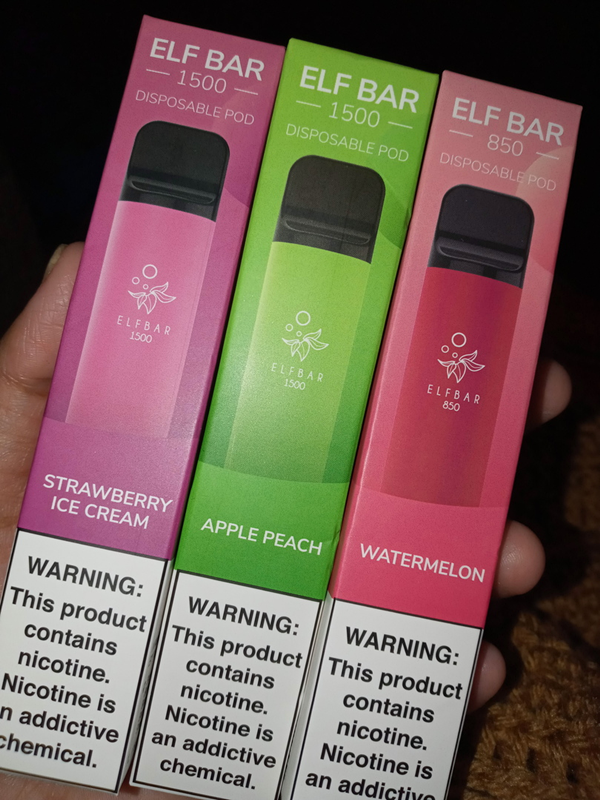 ELF BAR
1500
DISPOSABLE POD
ELFBAR
1500
STRAWBERRY
ICE CREAM
WARNING:
This product
contains
nicotine.
Nicotine is
an addictive
chemical.
ELF BAR
1500
DISPOSABLE POD
ELFBAR
1500
APPLE PEACH
WARNING:
This product
contains
nicotine.
Nicotine is
an addictive
chemical.
ELF BAR
850
DISPOSABLE POD
ELFBAR
850
WATERMELON
WARNING:
This product
contains
nicotine.
Nicotine is
an addictive